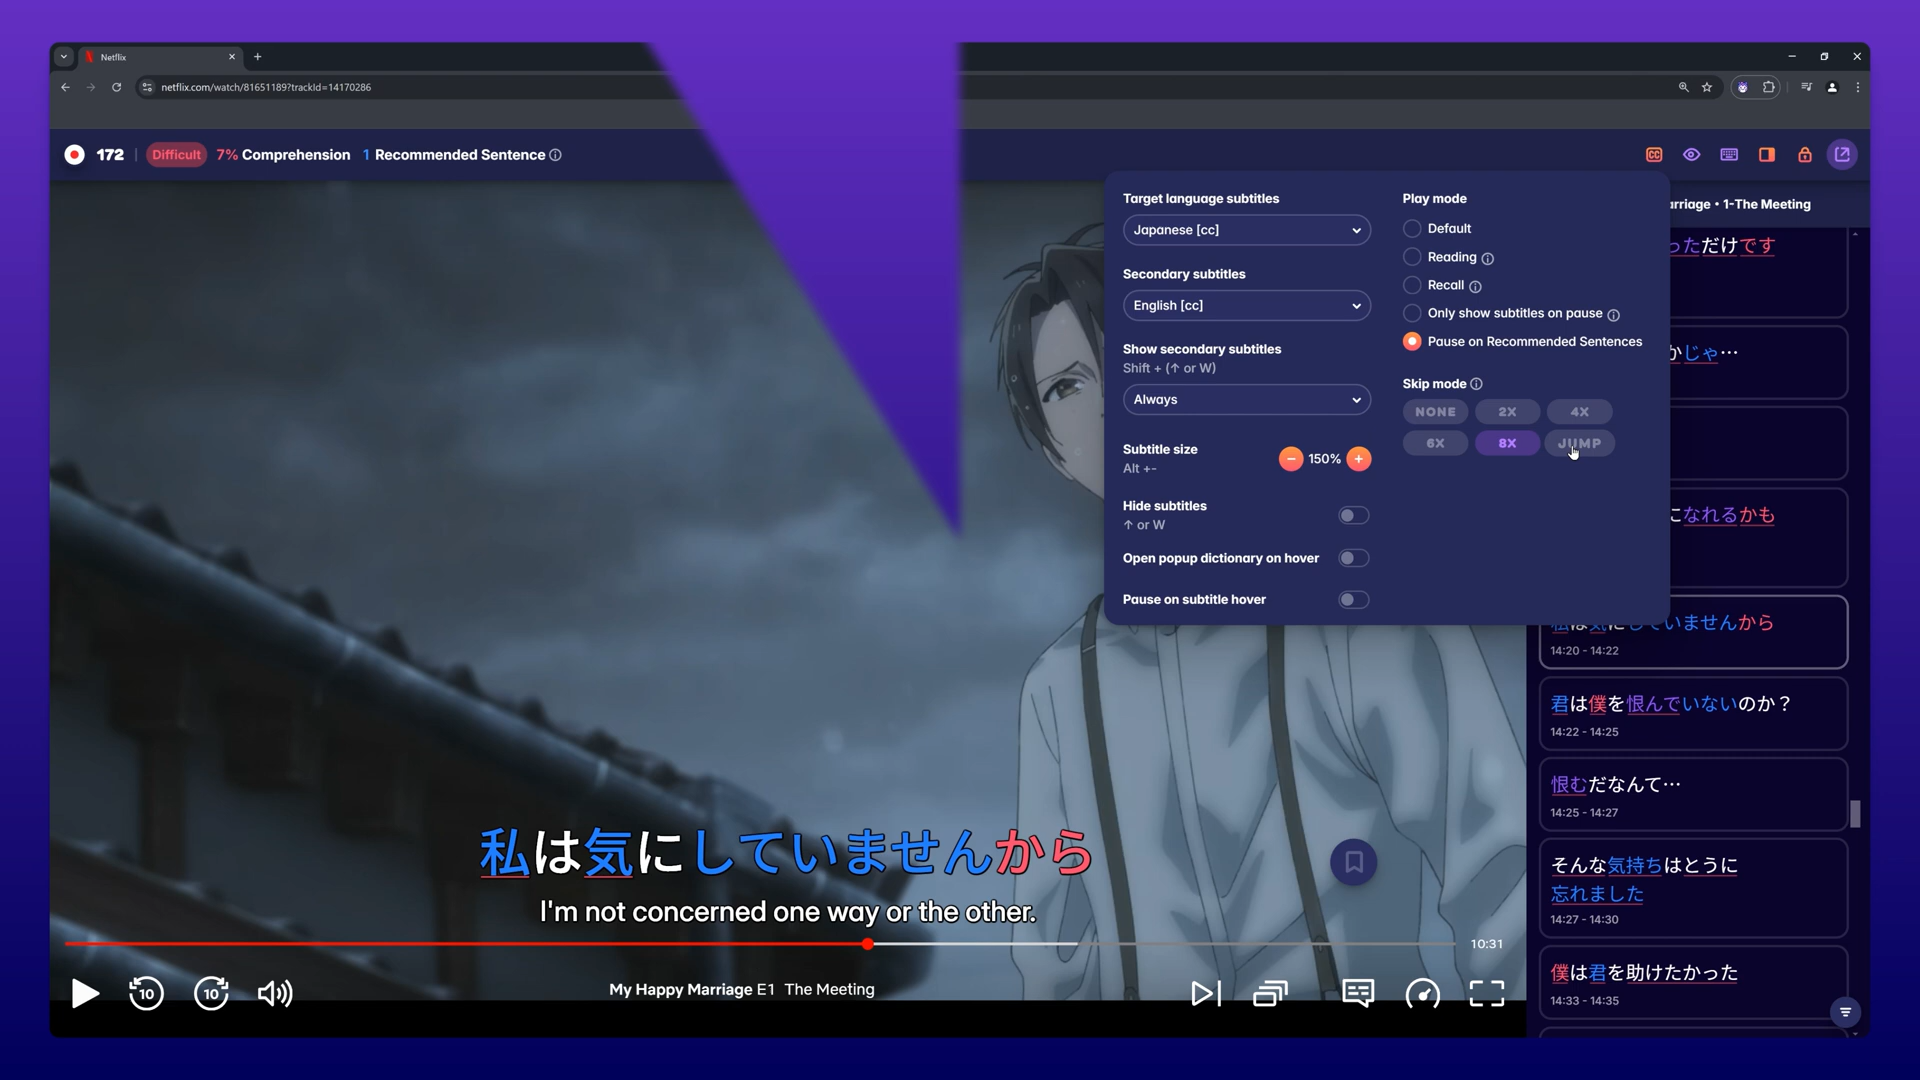 Netflix
netflix.com/watch/81651189?trackId=14170286
172
Difficult
7% Comprehension
1 Recommended Sentence
Target language subtitles
Japanese [cc]
Secondary subtitles
English [cc]
Show secondary subtitles
Shift + (↑ or W)
Always
Subtitle size
Alt +-
150%
Hide subtitles
↑ or W
Open popup dictionary on hover
Pause on subtitle hover
Play mode
Default
Reading
Recall
Only show subtitles on pause
Pause on Recommended Sentences
Skip mode
NONE 2X 4X
6X 8X JUMP
arriage • 1-The Meeting
っただけです
かじゃ…
になれるかも
私は気にしていませんから
14:20 - 14:22
君は僕を恨んでいないのか？
14:22 - 14:25
恨むだなんて…
14:25 - 14:27
そんな気持ちはとうに
忘れました
14:27 - 14:30
僕は君を助けたかった
14:33 - 14:35
私は気にしていませんから
I'm not concerned one way or the other.
10:31
10
10
My Happy Marriage E1 The Meeting